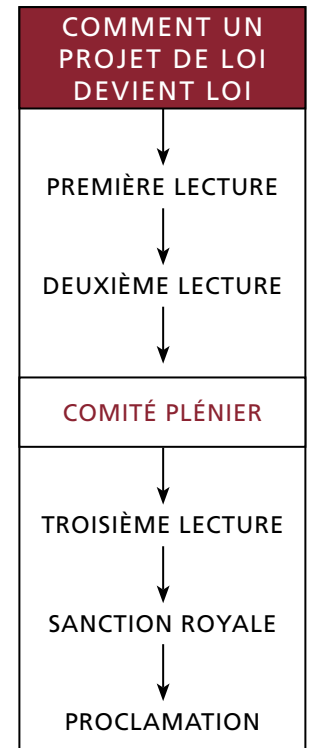 COMMENT UN
PROJET DE LOI
DEVIENT LOI
PREMIÈRE LECTURE
DEUXIÈME LECTURE
COMITÉ PLÉNIER
TROISIÈME LECTURE
SANCTION ROYALE
PROCLAMATION